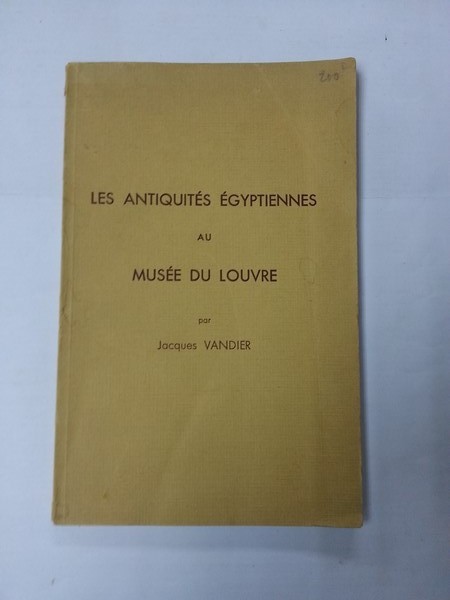 LES ANTIQUITÉS ÉGYPTIENNES
AU
MUSÉE DU LOUVRE
par
Jacques VANDIER